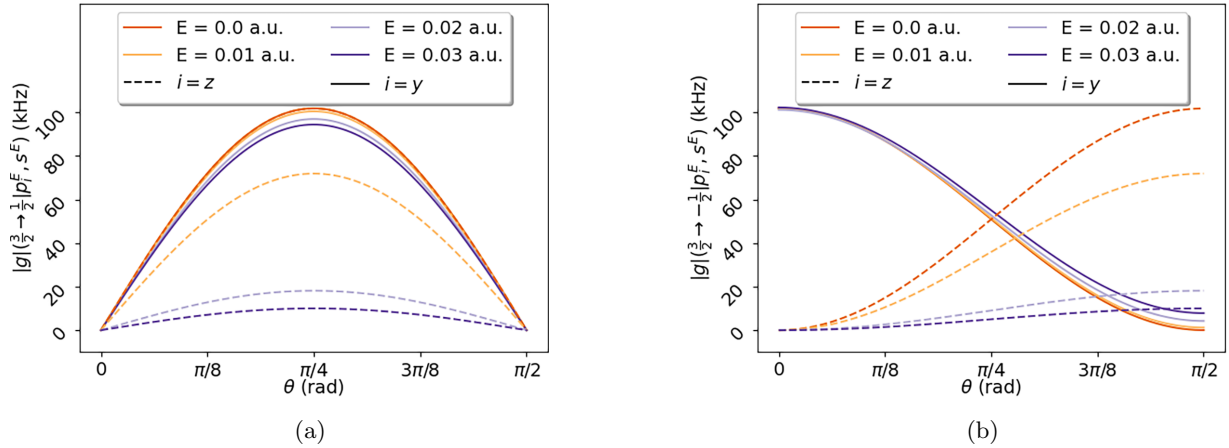 E = 0.0 a.u.
E = 0.02 a.u.
E = 0.01 a.u.
E = 0.03 a.u.
i = z
i = y
|g|(3/2 → 1/2|p_i^E, s^E) (kHz)
100
80
60
40
20
0
0
π/8
π/4
3π/8
π/2
θ (rad)
(a)
E = 0.0 a.u.
E = 0.02 a.u.
E = 0.01 a.u.
E = 0.03 a.u.
i = z
i = y
|g|(3/2 → −1/2|p_i^E, s^E) (kHz)
100
80
60
40
20
0
0
π/8
π/4
3π/8
π/2
θ (rad)
(b)